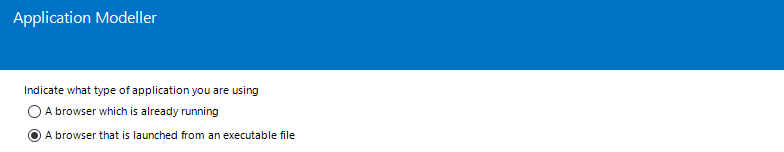 Application Modeller
Indicate what type of application you are using
A browser which is already running
A browser that is launched from an executable file